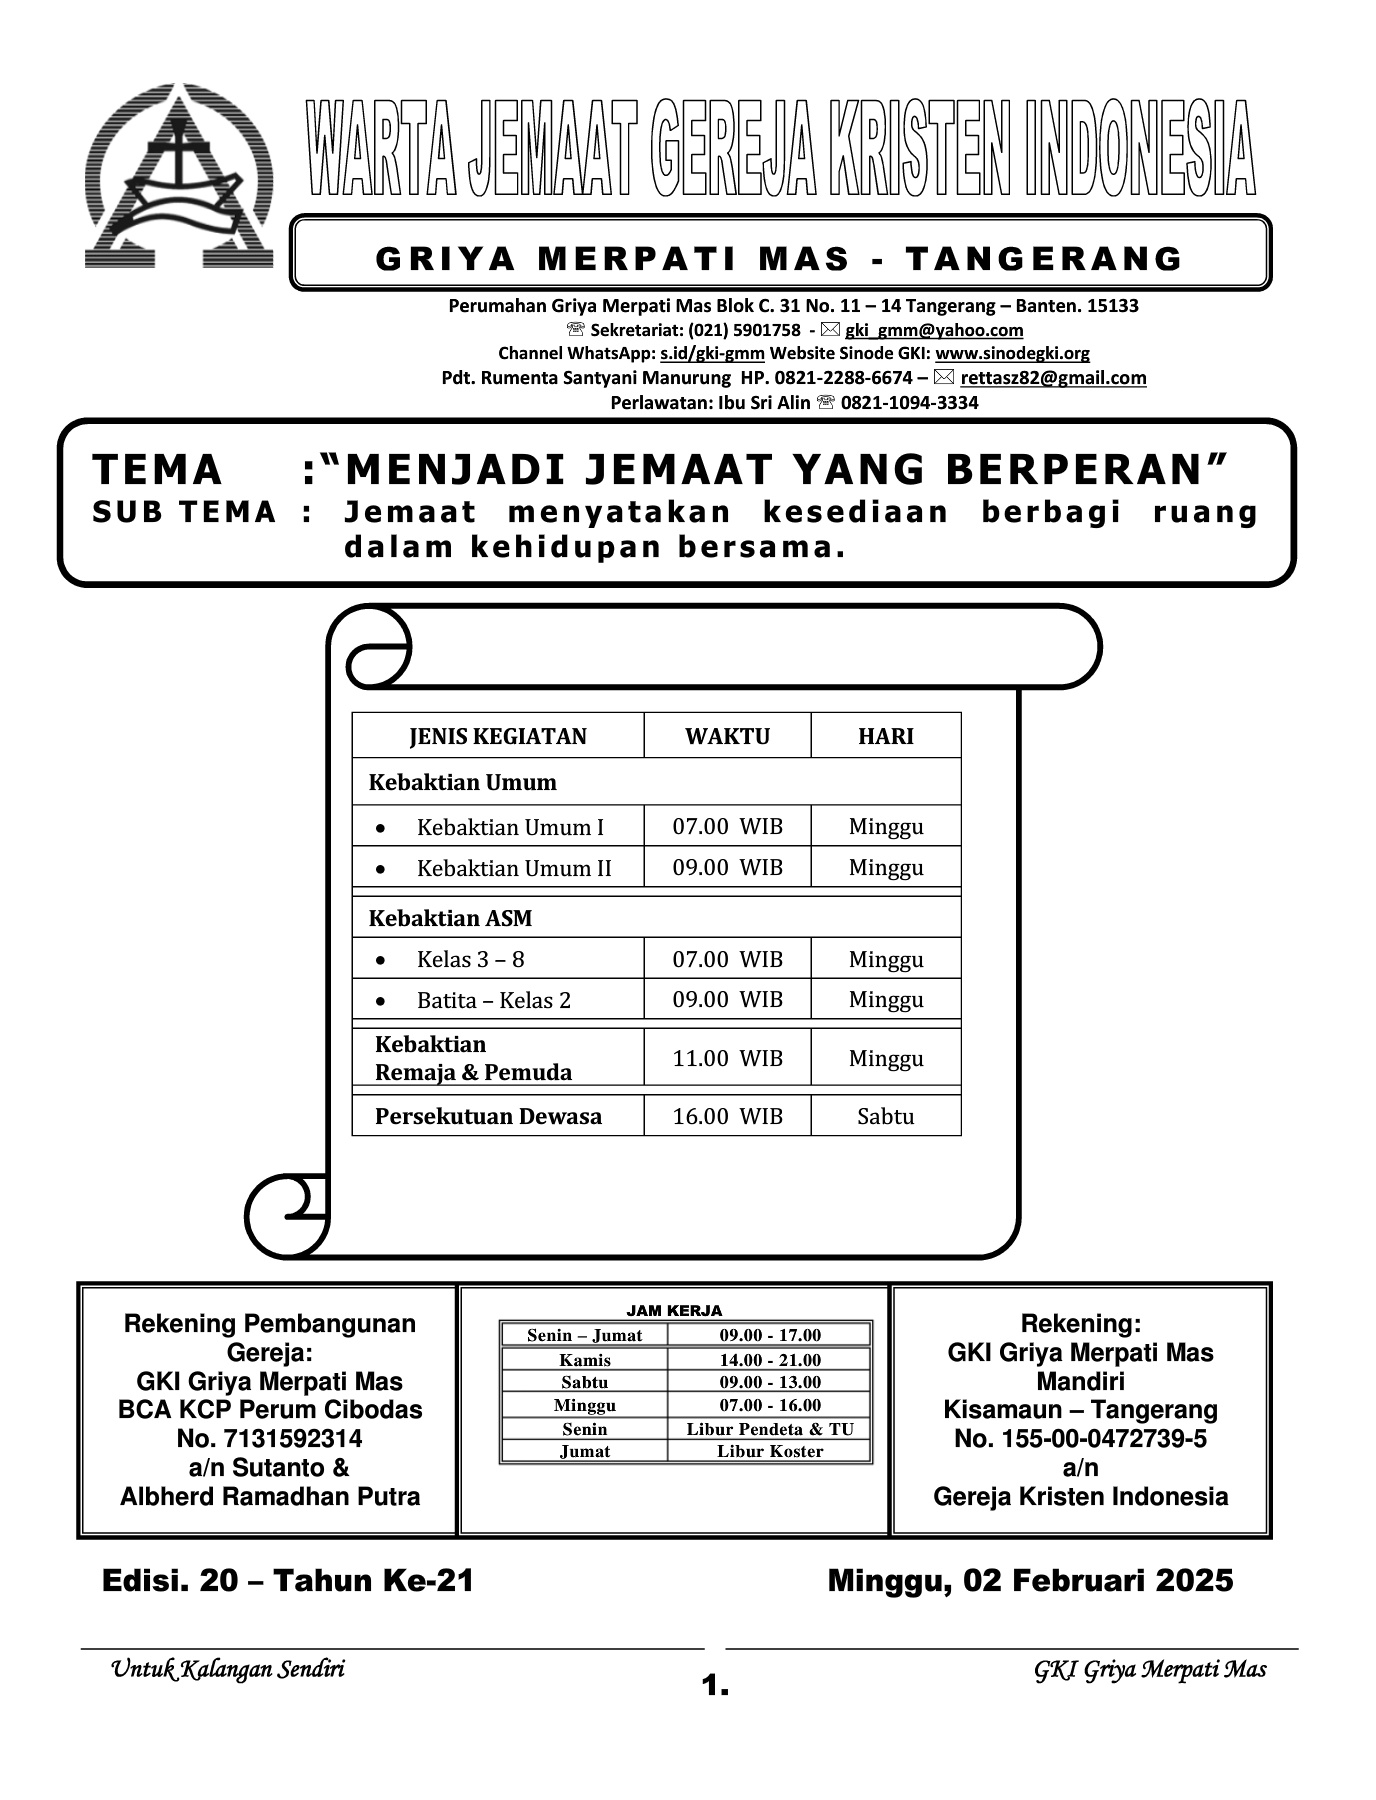 WARTA JEMAAT GEREJA KRISTEN INDONESIA
GRIYA MERPATI MAS - TANGERANG
Perumahan Griya Merpati Mas Blok C. 31 No. 11 – 14 Tangerang – Banten. 15133
Sekretariat: (021) 5901758 - gki_gmm@yahoo.com
Channel WhatsApp: s.id/gki-gmm Website Sinode GKI: www.sinodegki.org
Pdt. Rumenta Santyani Manurung HP. 0821-2288-6674 – rettasz82@gmail.com
Perlawatan: Ibu Sri Alin 0821-1094-3334
TEMA :“MENJADI JEMAAT YANG BERPERAN”
SUB TEMA : Jemaat menyatakan kesediaan berbagi ruang
dalam kehidupan bersama.
JENIS KEGIATAN WAKTU HARI
Kebaktian Umum
• Kebaktian Umum I 07.00 WIB Minggu
• Kebaktian Umum II 09.00 WIB Minggu
Kebaktian ASM
• Kelas 3 – 8 07.00 WIB Minggu
• Batita – Kelas 2 09.00 WIB Minggu
Kebaktian
Remaja & Pemuda 11.00 WIB Minggu
Persekutuan Dewasa 16.00 WIB Sabtu
Rekening Pembangunan
Gereja:
GKI Griya Merpati Mas
BCA KCP Perum Cibodas
No. 7131592314
a/n Sutanto &
Albherd Ramadhan Putra
JAM KERJA
Senin – Jumat 09.00 - 17.00
Kamis 14.00 - 21.00
Sabtu 09.00 - 13.00
Minggu 07.00 - 16.00
Senin Libur Pendeta & TU
Jumat Libur Koster
Rekening:
GKI Griya Merpati Mas
Mandiri
Kisamaun – Tangerang
No. 155-00-0472739-5
a/n
Gereja Kristen Indonesia
Edisi. 20 – Tahun Ke-21 Minggu, 02 Februari 2025
Untuk Kalangan Sendiri GKI Griya Merpati Mas
1.